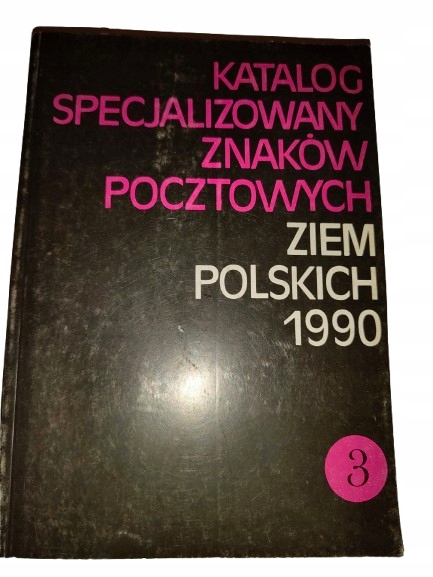 KATALOG
SPECJALIZOWANY
ZNAKÓW
POCZTOWYCH
ZIEM
POLSKICH
1990
3